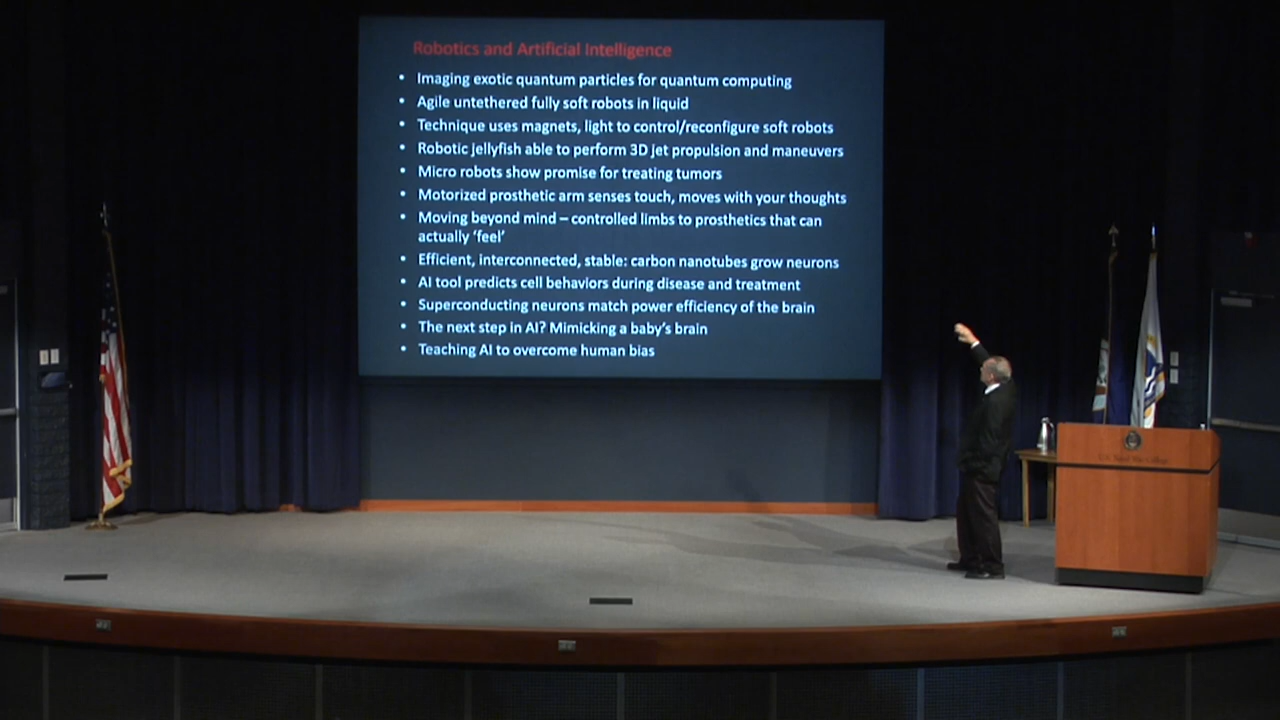 Robotics and Artificial Intelligence
• Imaging exotic quantum particles for quantum computing
• Agile untethered fully soft robots in liquid
• Technique uses magnets, light to control/reconfigure soft robots
• Robotic jellyfish able to perform 3D jet propulsion and maneuvers
• Micro robots show promise for treating tumors
• Motorized prosthetic arm senses touch, moves with your thoughts
• Moving beyond mind – controlled limbs to prosthetics that can
actually ‘feel’
• Efficient, interconnected, stable: carbon nanotubes grow neurons
• AI tool predicts cell behaviors during disease and treatment
• Superconducting neurons match power efficiency of the brain
• The next step in AI? Mimicking a baby’s brain
• Teaching AI to overcome human bias
U.S. Naval War College